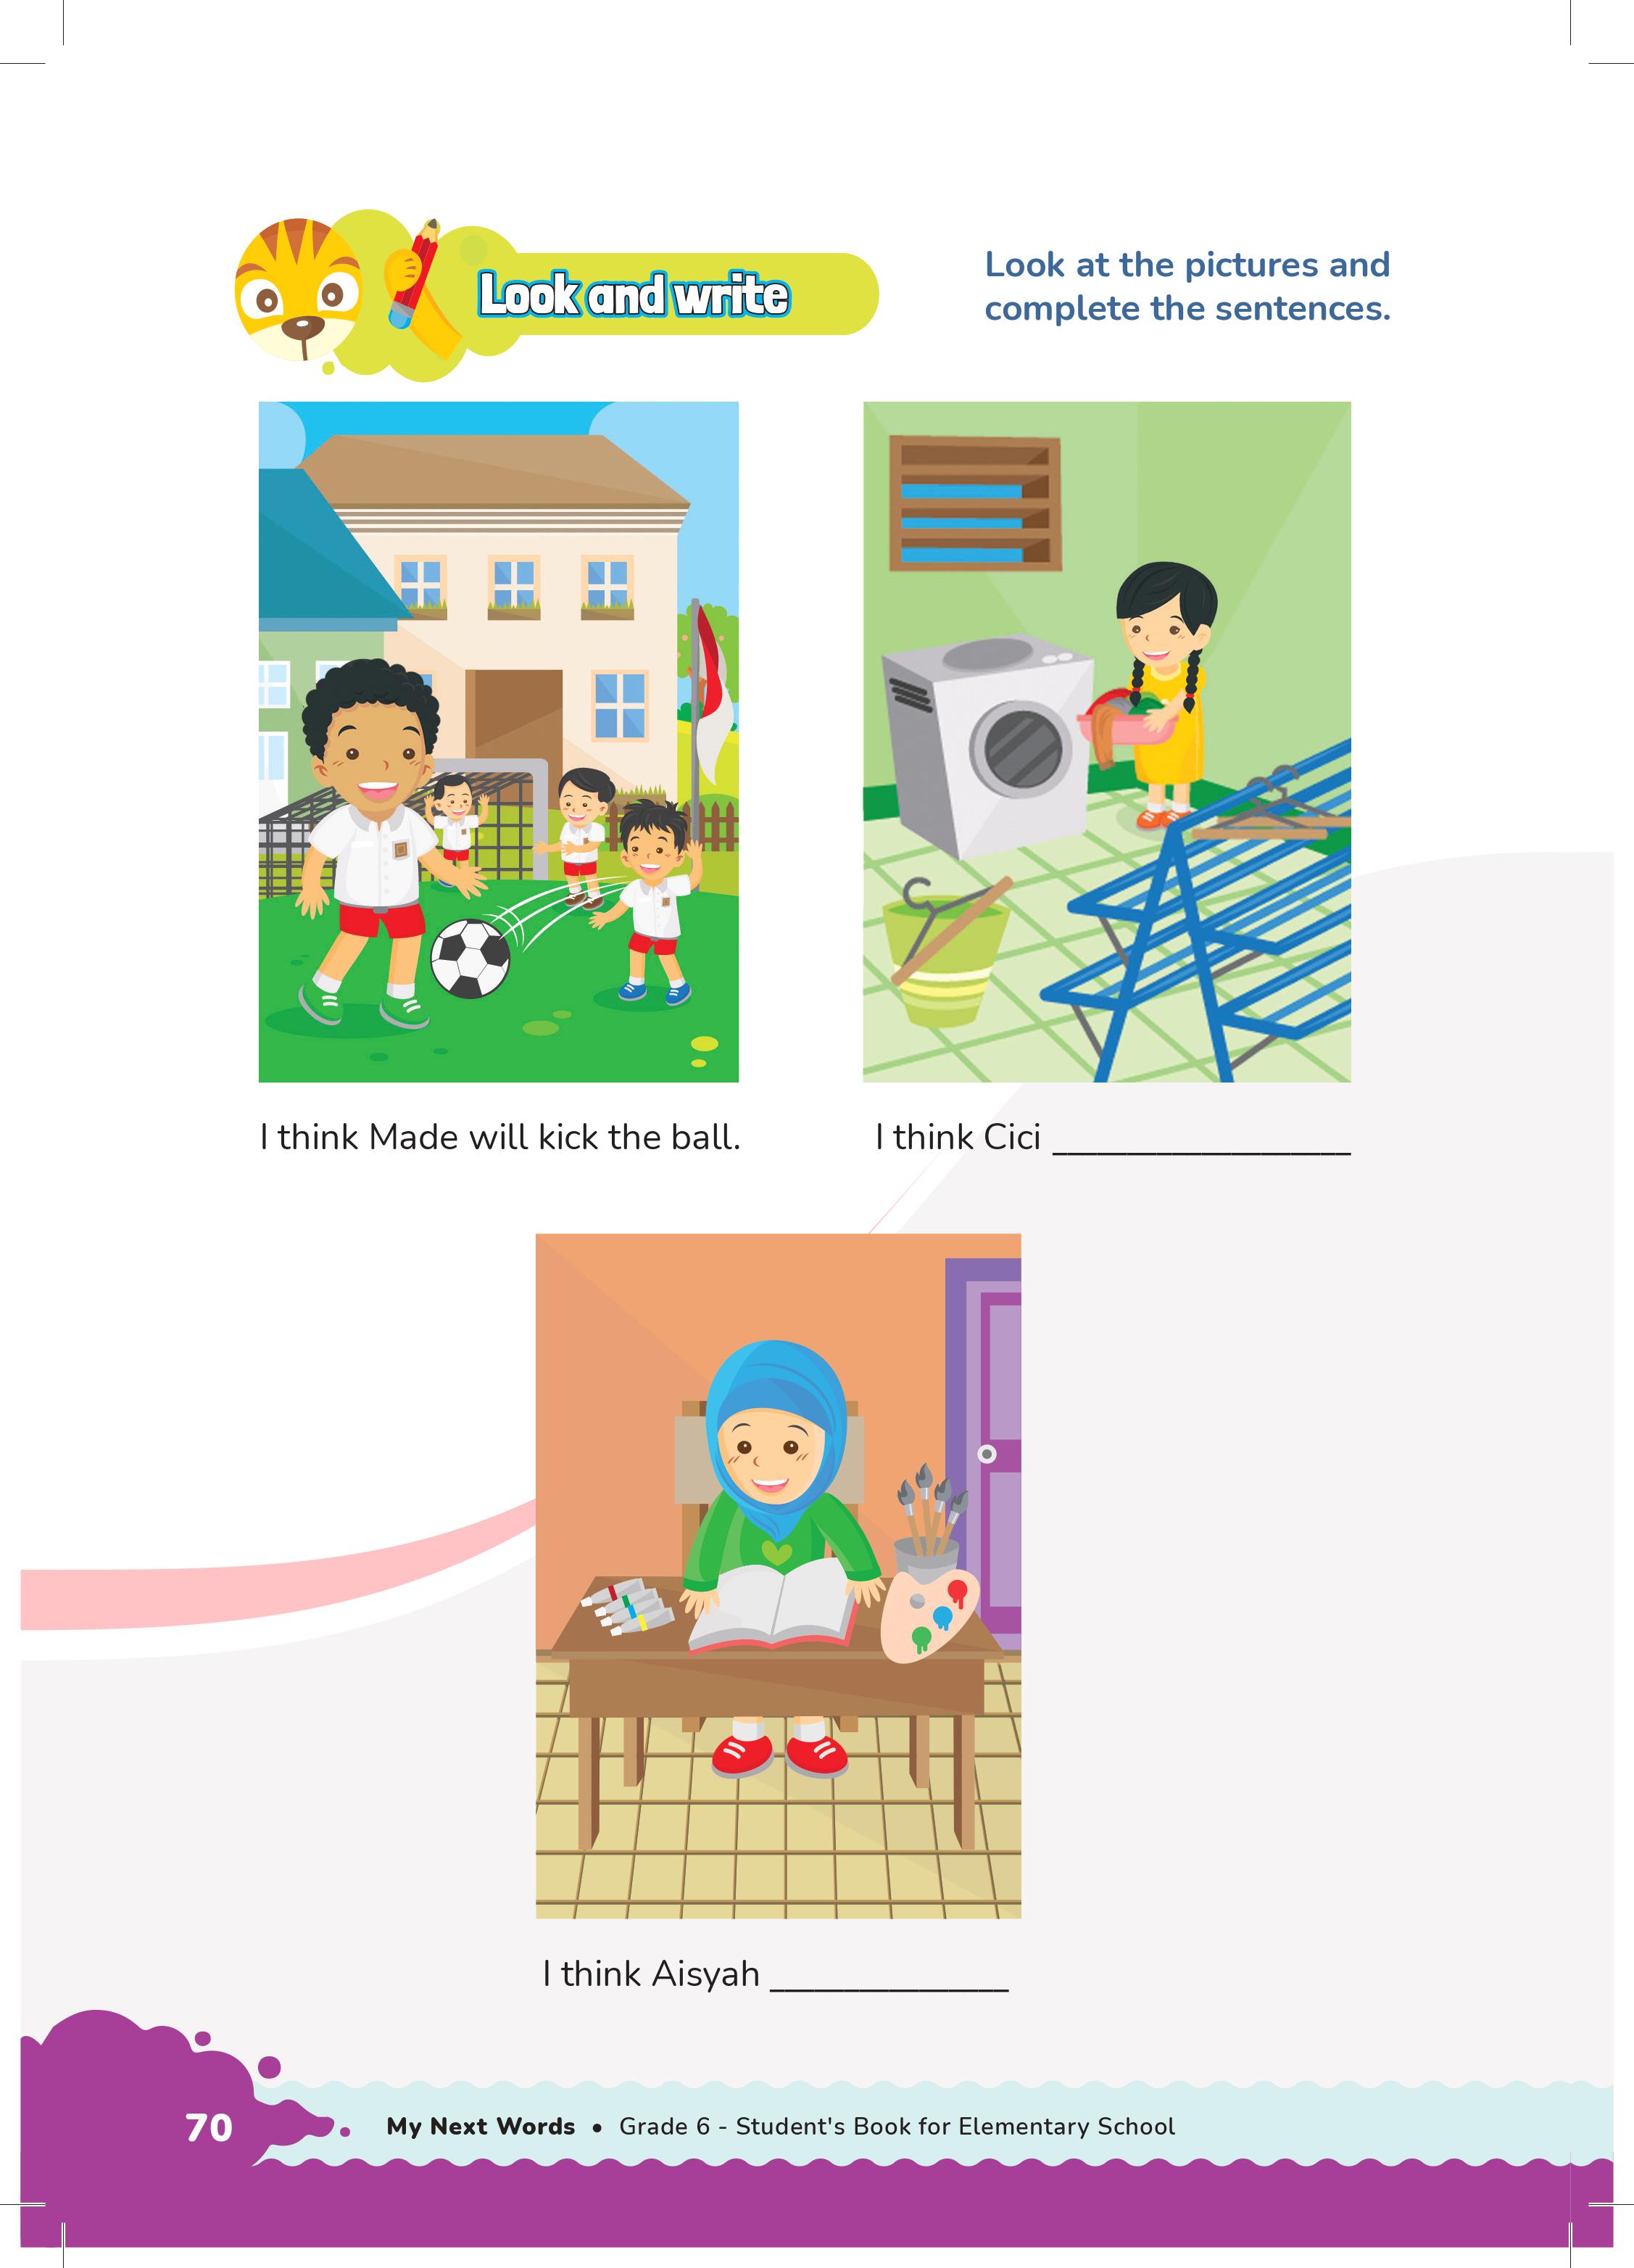 Look and write
Look at the pictures and
complete the sentences.
I think Made will kick the ball.
I think Cici ____________________
I think Aisyah ________________
70
My Next Words • Grade 6 - Student's Book for Elementary School